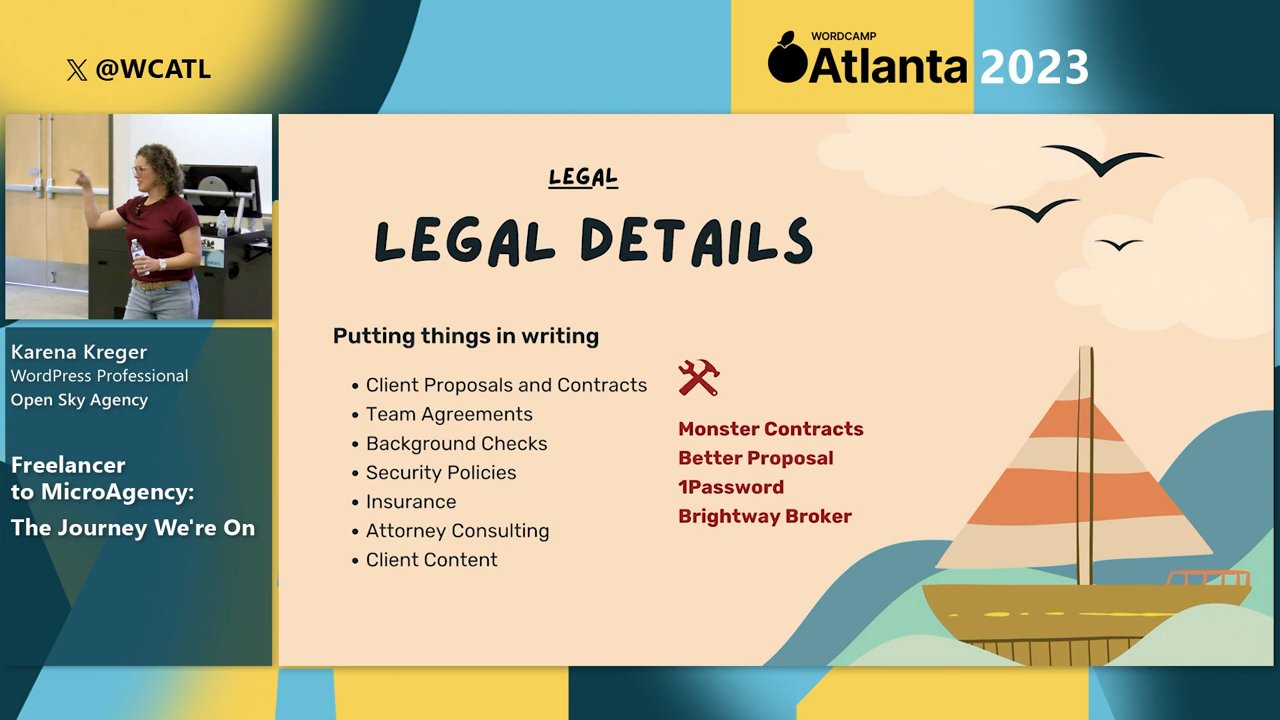 𝕏 @WCATL
WORDCAMP
Atlanta 2023
LEGAL
LEGAL DETAILS
Putting things in writing
• Client Proposals and Contracts
• Team Agreements
• Background Checks
• Security Policies
• Insurance
• Attorney Consulting
• Client Content
Monster Contracts
Better Proposal
1Password
Brightway Broker
Karena Kreger
WordPress Professional
Open Sky Agency
Freelancer
to MicroAgency:
The Journey We're On